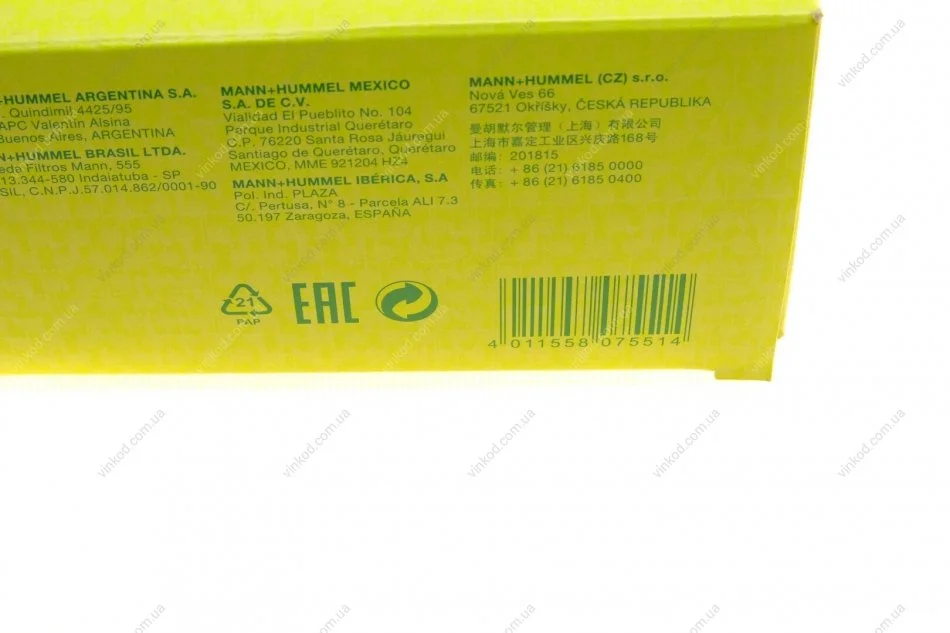 +HUMMEL ARGENTINA S.A.
. Quindimil 4425/95
APC Valentín Alsina
Buenos Aires, ARGENTINA
N+HUMMEL BRASIL LTDA.
eda Filtros Mann, 555
13.344-580 Indaiatuba - SP
SIL, C.N.P.J.57.014.862/0001-90
MANN+HUMMEL MEXICO
S.A. DE C.V.
Vialidad El Pueblito No. 104
Parque Industrial Querétaro
C.P. 76220 Santa Rosa Jáuregui
Santiago de Querétaro, Querétaro
MEXICO, MME 921204 HZ4
MANN+HUMMEL IBÉRICA, S.A
Pol. Ind. PLAZA
C/, Pertusa, N° 8 - Parcela ALI 7.3
50.197 Zaragoza, ESPAÑA
MANN+HUMMEL (CZ) s.r.o.
Nová Ves 66
67521 Okříšky, ČESKÁ REPUBLIKA
曼胡默尔管理（上海）有限公司
上海市嘉定工业区兴庆路168号
邮编: 201815
电话: + 86 (21) 6185 0000
传真: + 86 (21) 6185 0400
21
PAP
EAC
4 011558 075514
vinkod.com.ua